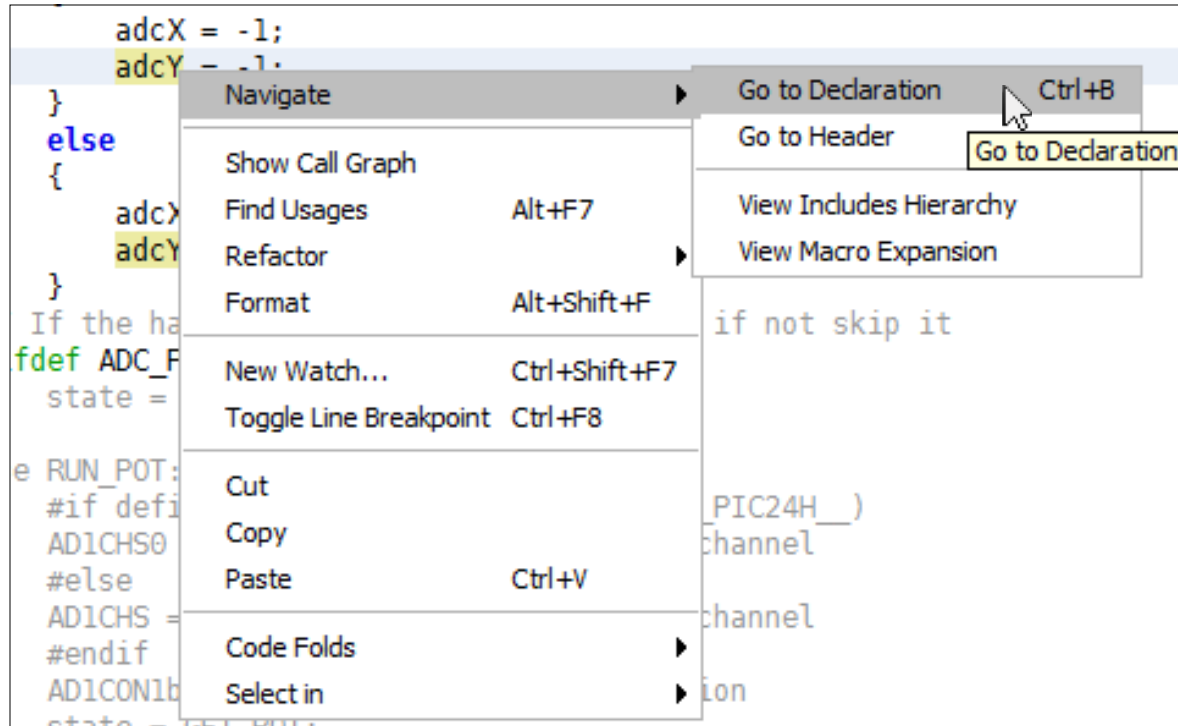 adcX = -1;
adcY = -1;
}
else
{
adcX
adcY
}
If the ha if not skip it
fdef ADC_F
state =
e RUN_POT:
#if defi _PIC24H__)
AD1CHS0 channel
#else
AD1CHS = channel
#endif
AD1CON1b ion
state =
Navigate
Show Call Graph
Find Usages Alt+F7
Refactor
Format Alt+Shift+F
New Watch... Ctrl+Shift+F7
Toggle Line Breakpoint Ctrl+F8
Cut
Copy
Paste Ctrl+V
Code Folds
Select in
Go to Declaration Ctrl+B
Go to Header
Go to Declaration
View Includes Hierarchy
View Macro Expansion